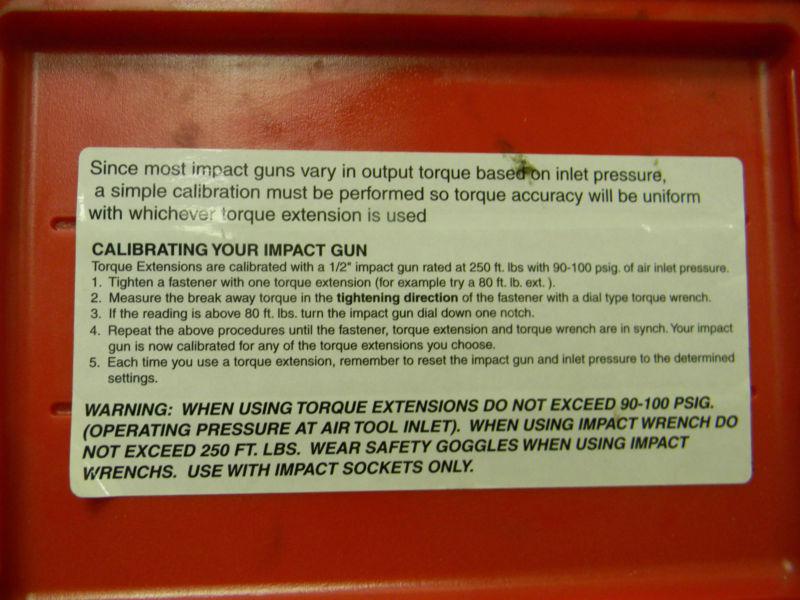 Since most impact guns vary in output torque based on inlet pressure,
a simple calibration must be performed so torque accuracy will be uniform
with whichever torque extension is used
CALIBRATING YOUR IMPACT GUN
Torque Extensions are calibrated with a 1/2" impact gun rated at 250 ft. lbs with 90-100 psig. of air inlet pressure.
1. Tighten a fastener with one torque extension (for example try a 80 ft. lb. ext. ).
2. Measure the break away torque in the tightening direction of the fastener with a dial type torque wrench.
3. If the reading is above 80 ft. lbs. turn the impact gun dial down one notch.
4. Repeat the above procedures until the fastener, torque extension and torque wrench are in synch. Your impact
gun is now calibrated for any of the torque extensions you choose.
5. Each time you use a torque extension, remember to reset the impact gun and inlet pressure to the determined
settings.
WARNING: WHEN USING TORQUE EXTENSIONS DO NOT EXCEED 90-100 PSIG.
(OPERATING PRESSURE AT AIR TOOL INLET). WHEN USING IMPACT WRENCH DO
NOT EXCEED 250 FT. LBS. WEAR SAFETY GOGGLES WHEN USING IMPACT
WRENCHS. USE WITH IMPACT SOCKETS ONLY.